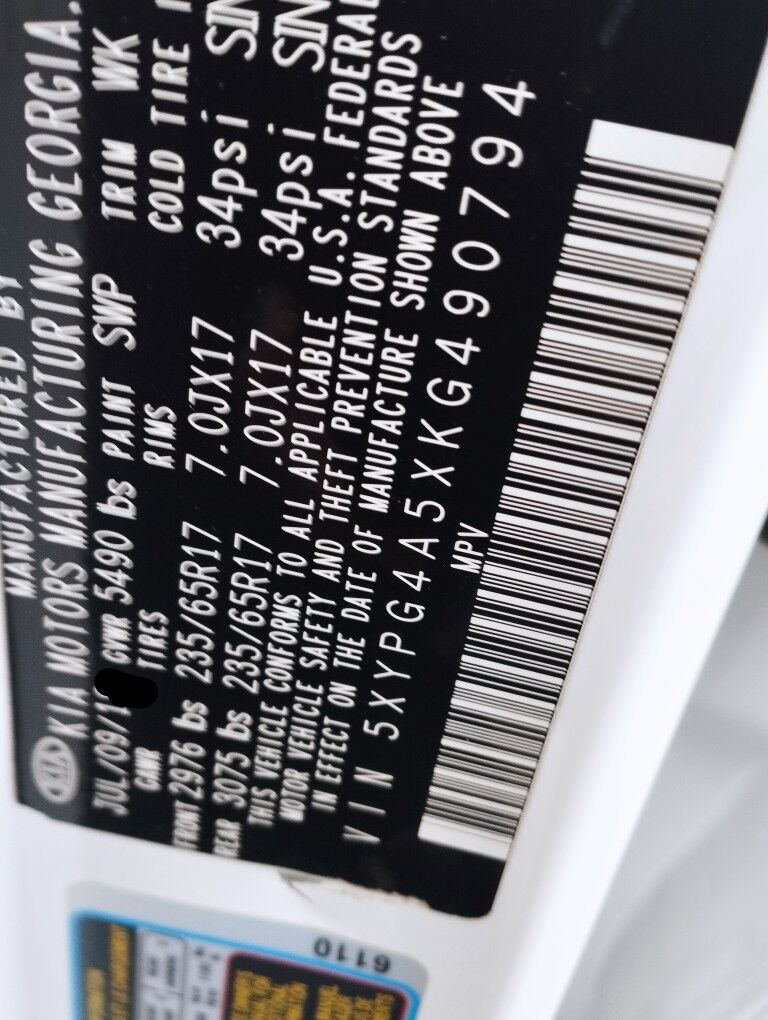 MANUFACTURED BY
KIA MOTORS MANUFACTURING GEORGIA,
JUL/09/1 GVWR 5490 lbs PAINT SWP TRIM WK
GAWR TIRES RIMS COLD TIRE
FRONT 2976 lbs 235/65R17 7.0JX17 34psi SIN
REAR 3075 lbs 235/65R17 7.0JX17 34psi SIN
THIS VEHICLE CONFORMS TO ALL APPLICABLE U.S.A. FEDERAL
MOTOR VEHICLE SAFETY AND THEFT PREVENTION STANDARDS
IN EFFECT ON THE DATE OF MANUFACTURE SHOWN ABOVE
VIN 5XYPG4A5XKG490794
MPV
KIA
6110